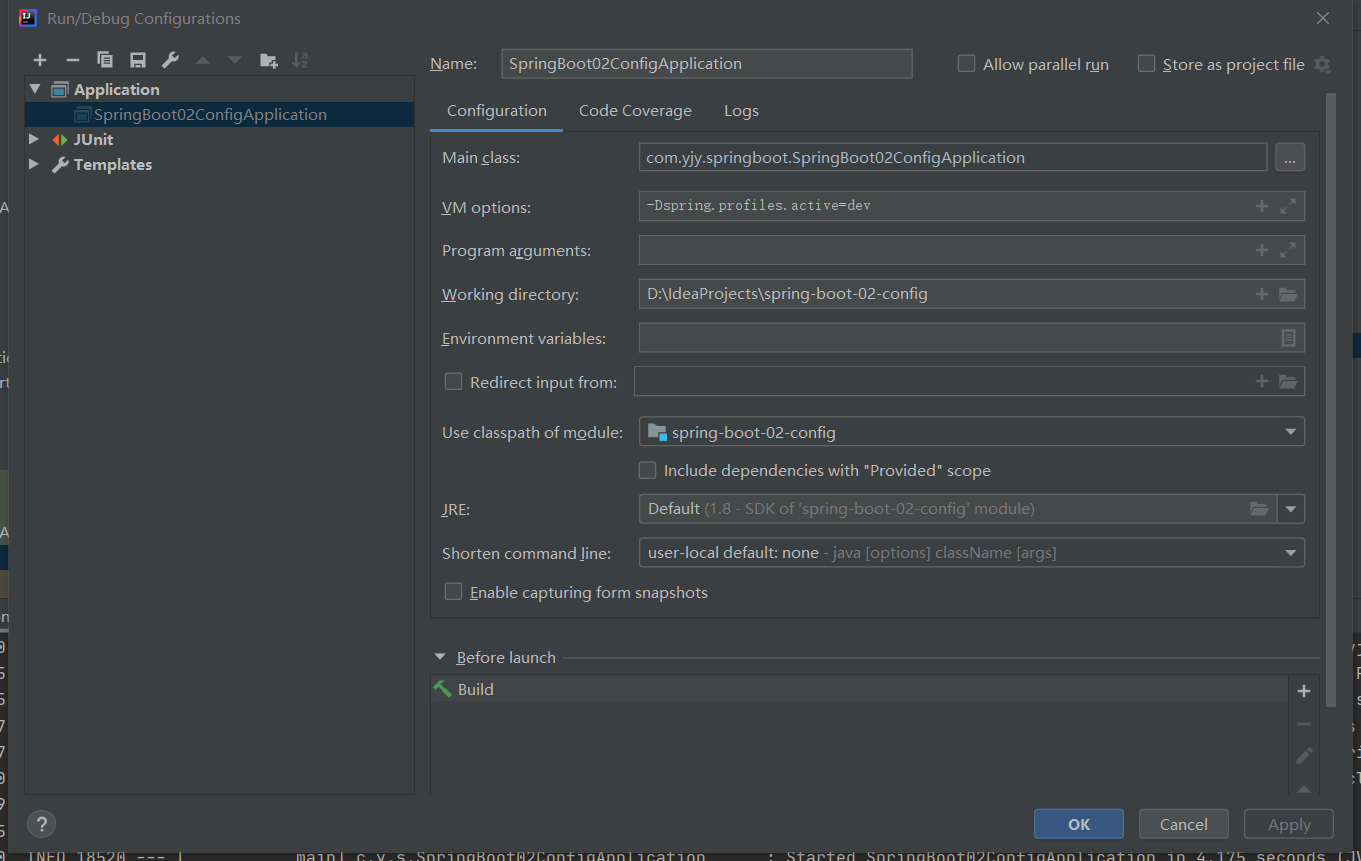 Run/Debug Configurations
Name: SpringBoot02ConfigApplication Allow parallel run Store as project file
Application
SpringBoot02ConfigApplication
JUnit
Templates
Configuration Code Coverage Logs
Main class: com.yjy.springboot.SpringBoot02ConfigApplication ...
VM options: -Dspring.profiles.active=dev
Program arguments:
Working directory: D:\IdeaProjects\spring-boot-02-config
Environment variables:
Redirect input from:
Use classpath of module: spring-boot-02-config
Include dependencies with "Provided" scope
JRE: Default (1.8 - SDK of 'spring-boot-02-config' module)
Shorten command line: user-local default: none - java [options] className [args]
Enable capturing form snapshots
Before launch
Build
? OK Cancel Apply
INFO 18520 --- [ main] c.y.s.SpringBoot02ConfigApplication : Started SpringBoot02ConfigApplication in 4.175 seconds